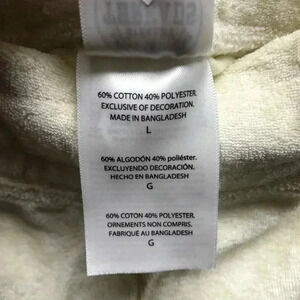 60% COTTON 40% POLYESTER.
EXCLUSIVE OF DECORATION.
MADE IN BANGLADESH
L
60% ALGODÓN 40% poliéster.
EXCLUYENDO DECORACIÓN.
HECHO EN BANGLADESH
G
60% COTON 40% POLYESTER.
ORNEMENTS NON COMPRIS.
FABRIQUÉ AU BANGLADESH
G